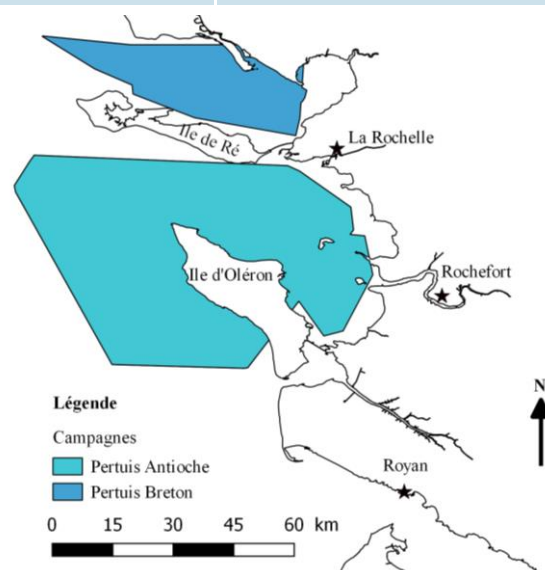 Ile de Ré
La Rochelle
Ile d'Oléron
Rochefort
N
Légende
Campagnes
Pertuis Antioche
Pertuis Breton
Royan
0 15 30 45 60 km